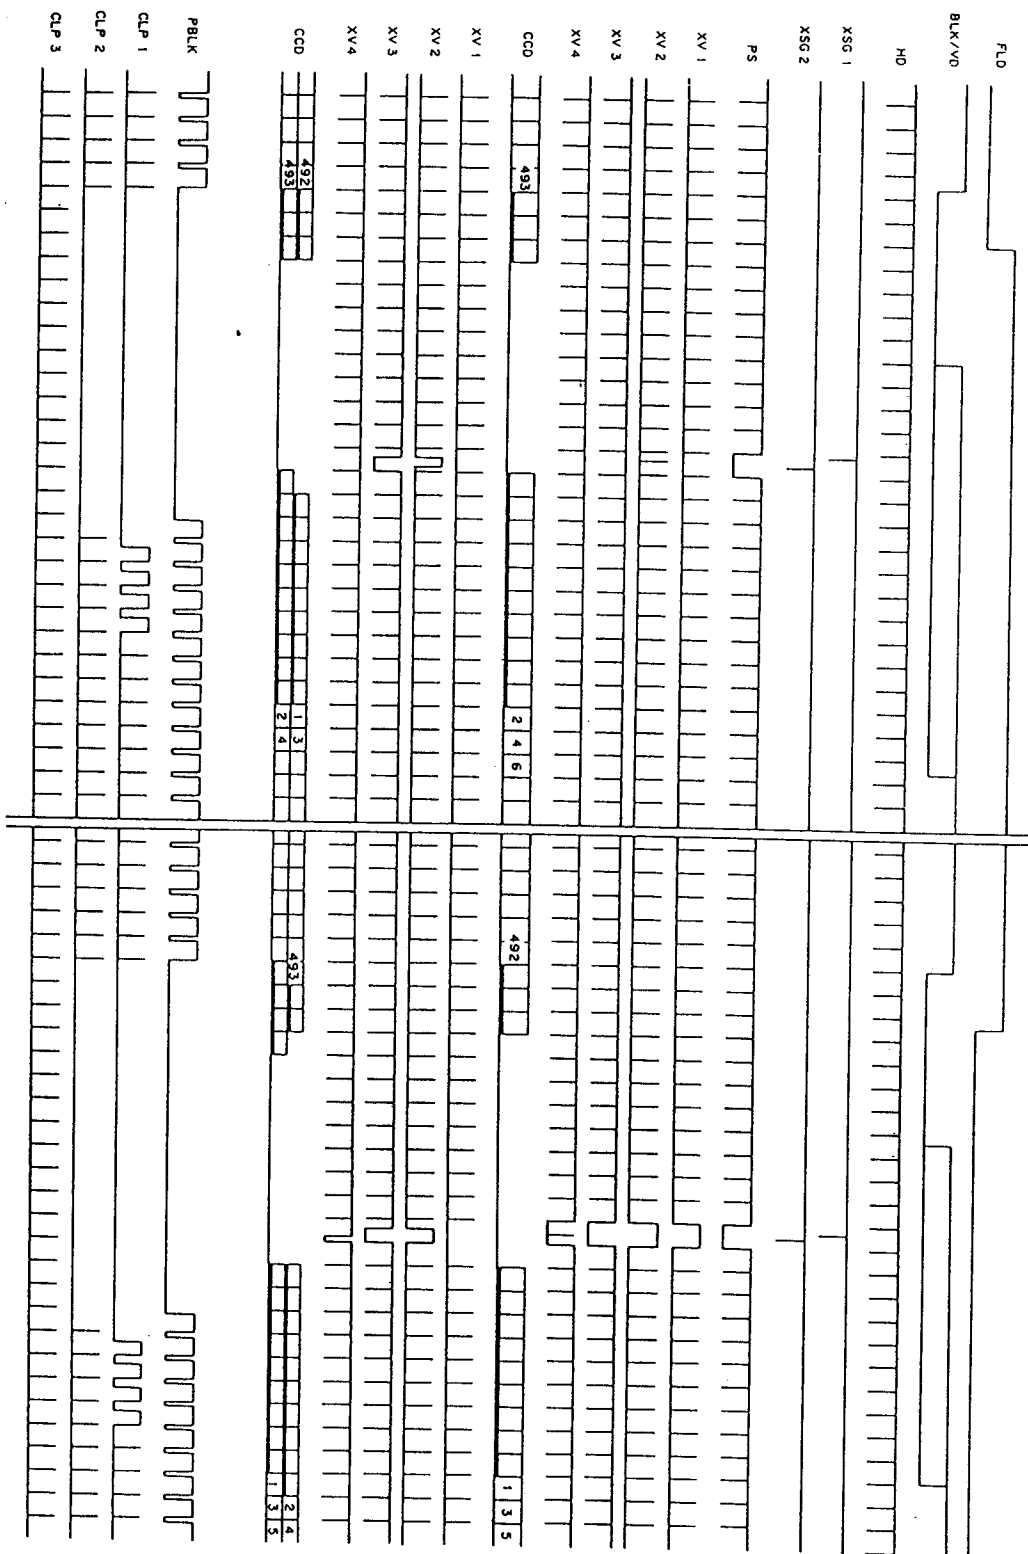 FLD
BLK/VD
HD
XSG 1
XSG 2
PS
XV 1
XV 2
XV 3
XV 4
CCD
493
2 4 6
492
1 3 5
XV 1
XV 2
XV 3
XV 4
CCD
492
493
1 3
2 4
493
2 4
1 3 5
PBLK
CLP 1
CLP 2
CLP 3